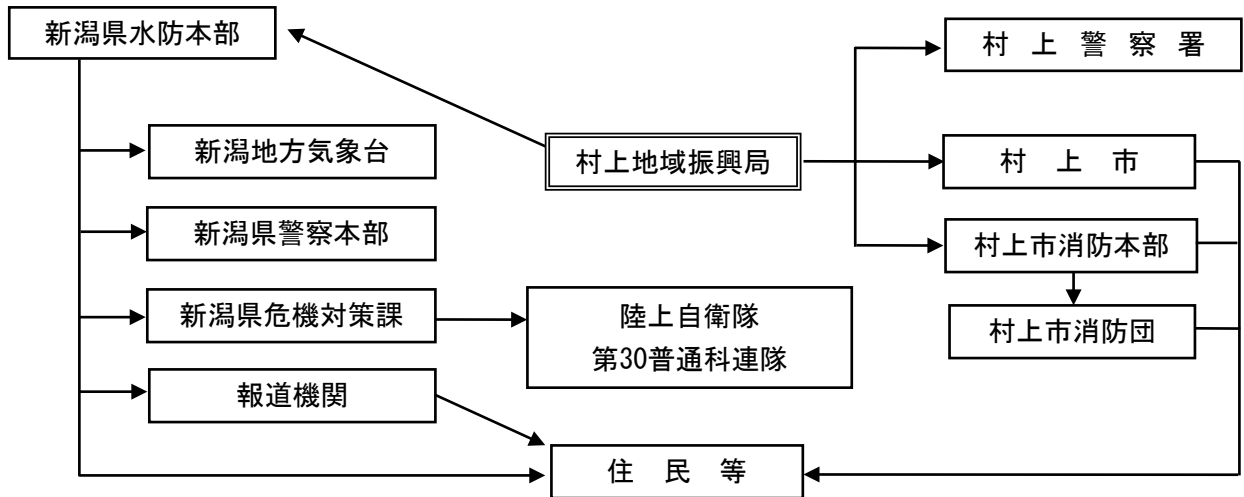 新潟県水防本部
村上警察署
新潟地方気象台
村上地域振興局
村上市
新潟県警察本部
村上市消防本部
新潟県危機対策課
陸上自衛隊
第30普通科連隊
村上市消防団
報道機関
住民等